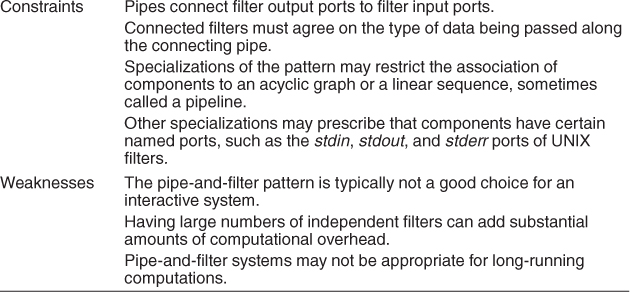 Constraints Pipes connect filter output ports to filter input ports.
Connected filters must agree on the type of data being passed along
the connecting pipe.
Specializations of the pattern may restrict the association of
components to an acyclic graph or a linear sequence, sometimes
called a pipeline.
Other specializations may prescribe that components have certain
named ports, such as the stdin, stdout, and stderr ports of UNIX
filters.
Weaknesses The pipe-and-filter pattern is typically not a good choice for an
interactive system.
Having large numbers of independent filters can add substantial
amounts of computational overhead.
Pipe-and-filter systems may not be appropriate for long-running
computations.